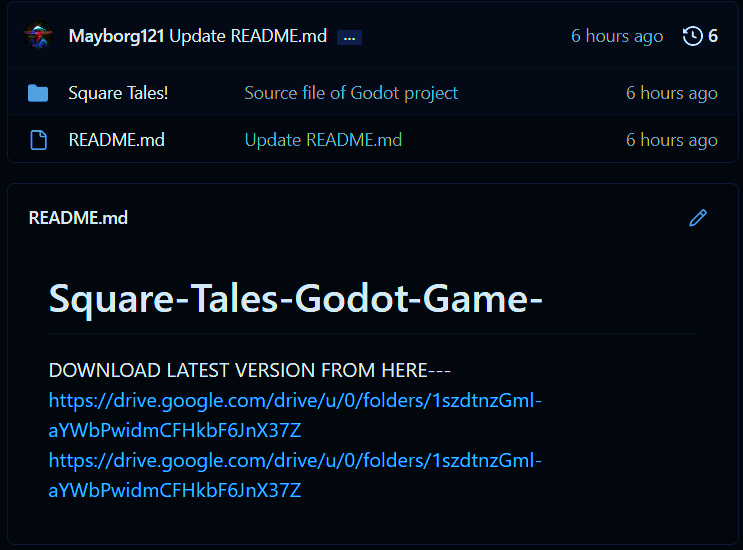 Mayborg121 Update README.md ... 6 hours ago 6
Square Tales! Source file of Godot project 6 hours ago
README.md Update README.md 6 hours ago
README.md
Square-Tales-Godot-Game-
DOWNLOAD LATEST VERSION FROM HERE---
https://drive.google.com/drive/u/0/folders/1szdtnzGml-
aYWbPwidmCFHkbF6JnX37Z
https://drive.google.com/drive/u/0/folders/1szdtnzGml-
aYWbPwidmCFHkbF6JnX37Z